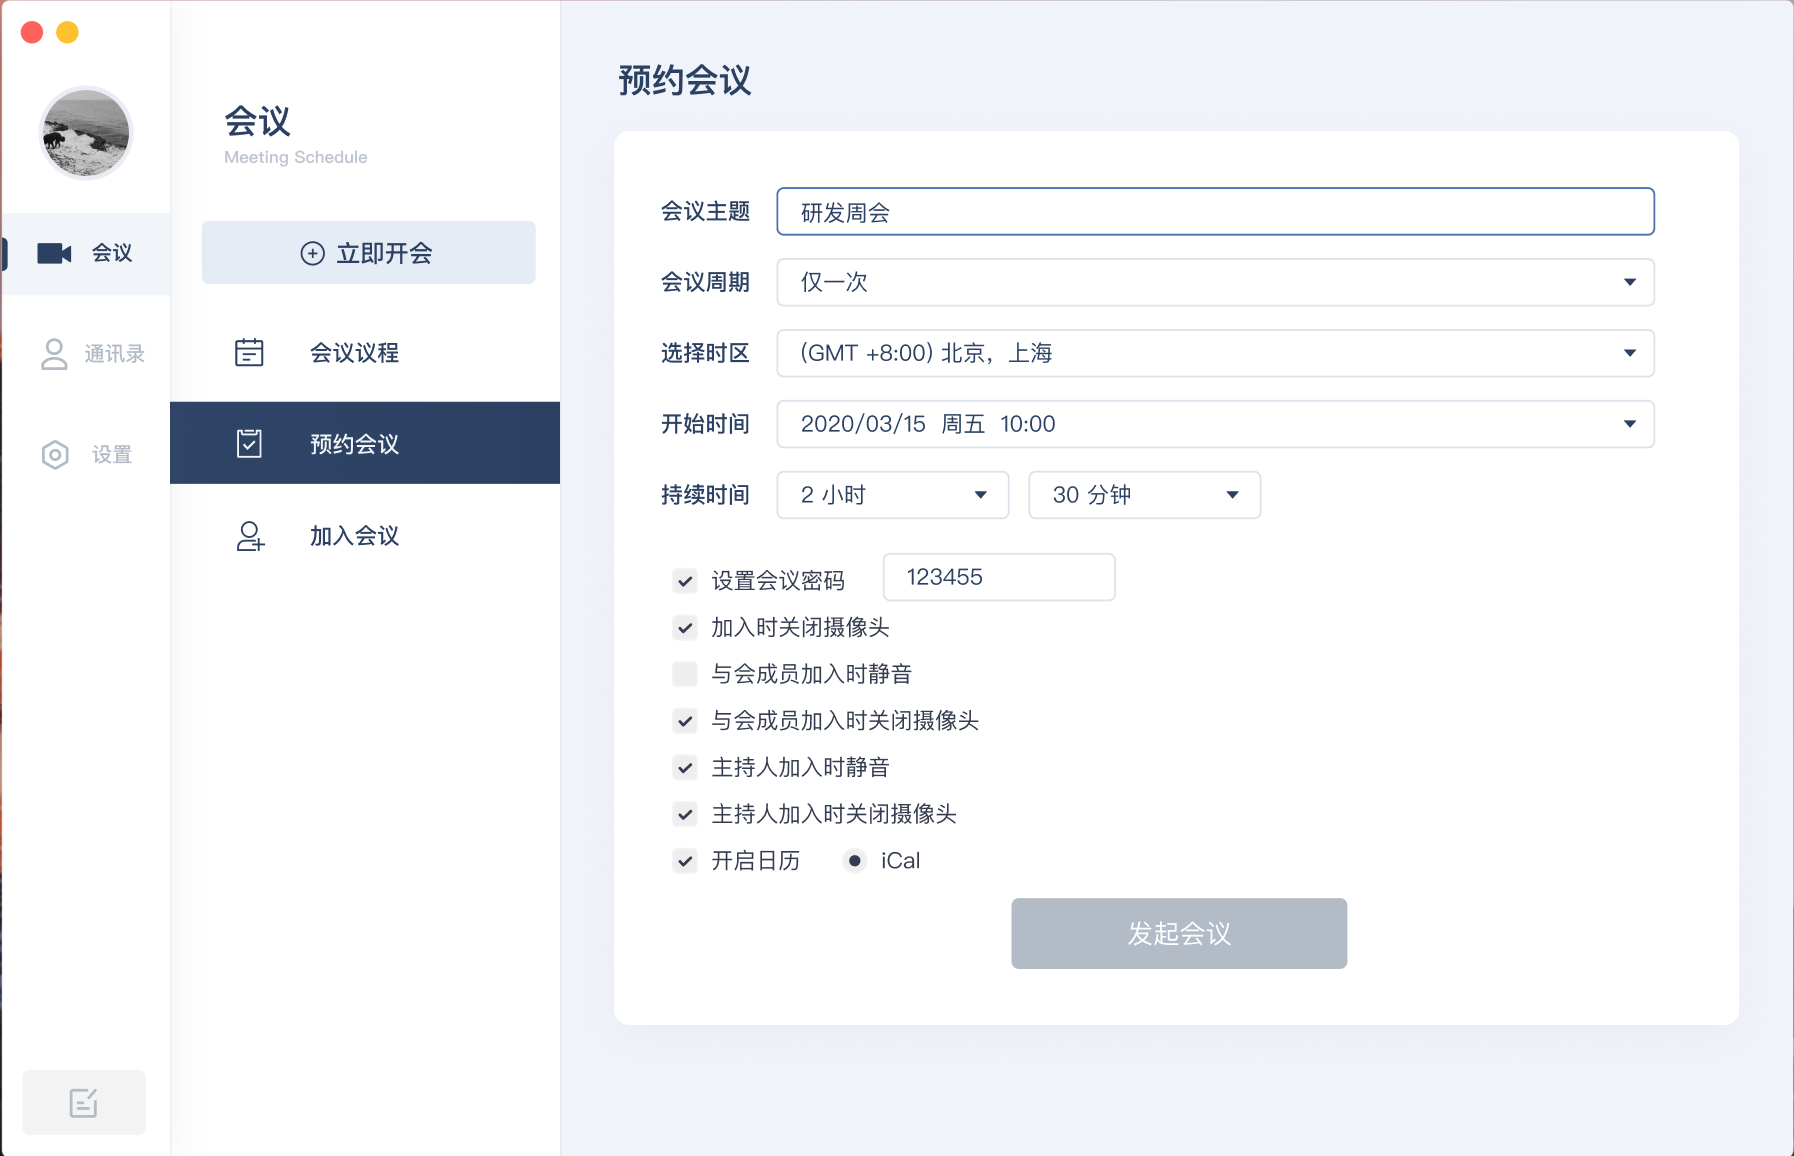 会议
通讯录
设置
会议
Meeting Schedule
立即开会
会议议程
预约会议
加入会议
预约会议
会议主题 研发周会
会议周期 仅一次
选择时区 (GMT +8:00) 北京，上海
开始时间 2020/03/15 周五 10:00
持续时间 2 小时 30 分钟
设置会议密码 123455
加入时关闭摄像头
与会成员加入时静音
与会成员加入时关闭摄像头
主持人加入时静音
主持人加入时关闭摄像头
开启日历 iCal
发起会议